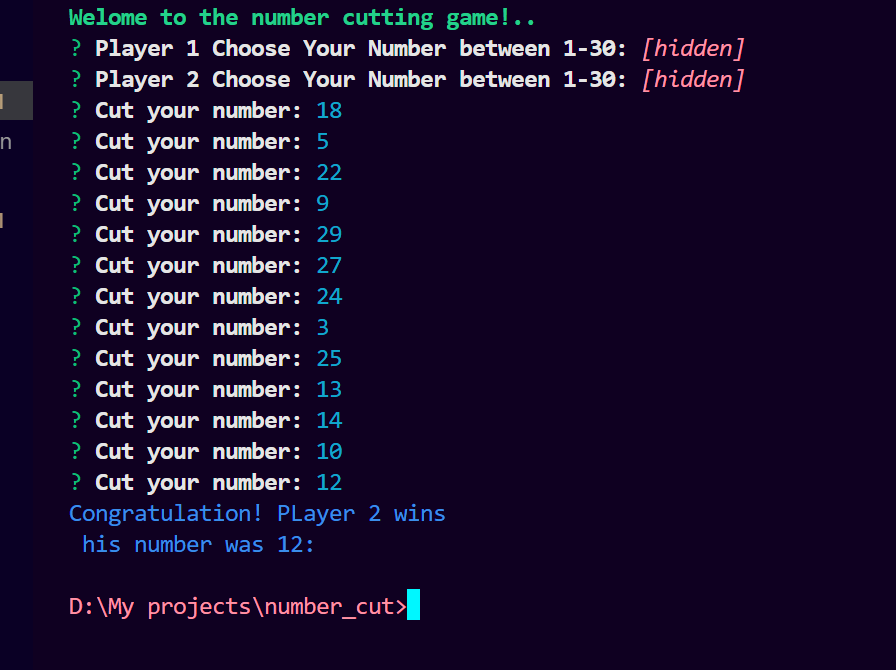 Welome to the number cutting game!..
? Player 1 Choose Your Number between 1-30: [hidden]
? Player 2 Choose Your Number between 1-30: [hidden]
? Cut your number: 18
? Cut your number: 5
? Cut your number: 22
? Cut your number: 9
? Cut your number: 29
? Cut your number: 27
? Cut your number: 24
? Cut your number: 3
? Cut your number: 25
? Cut your number: 13
? Cut your number: 14
? Cut your number: 10
? Cut your number: 12
Congratulation! PLayer 2 wins
his number was 12:
D:\My projects\number_cut>